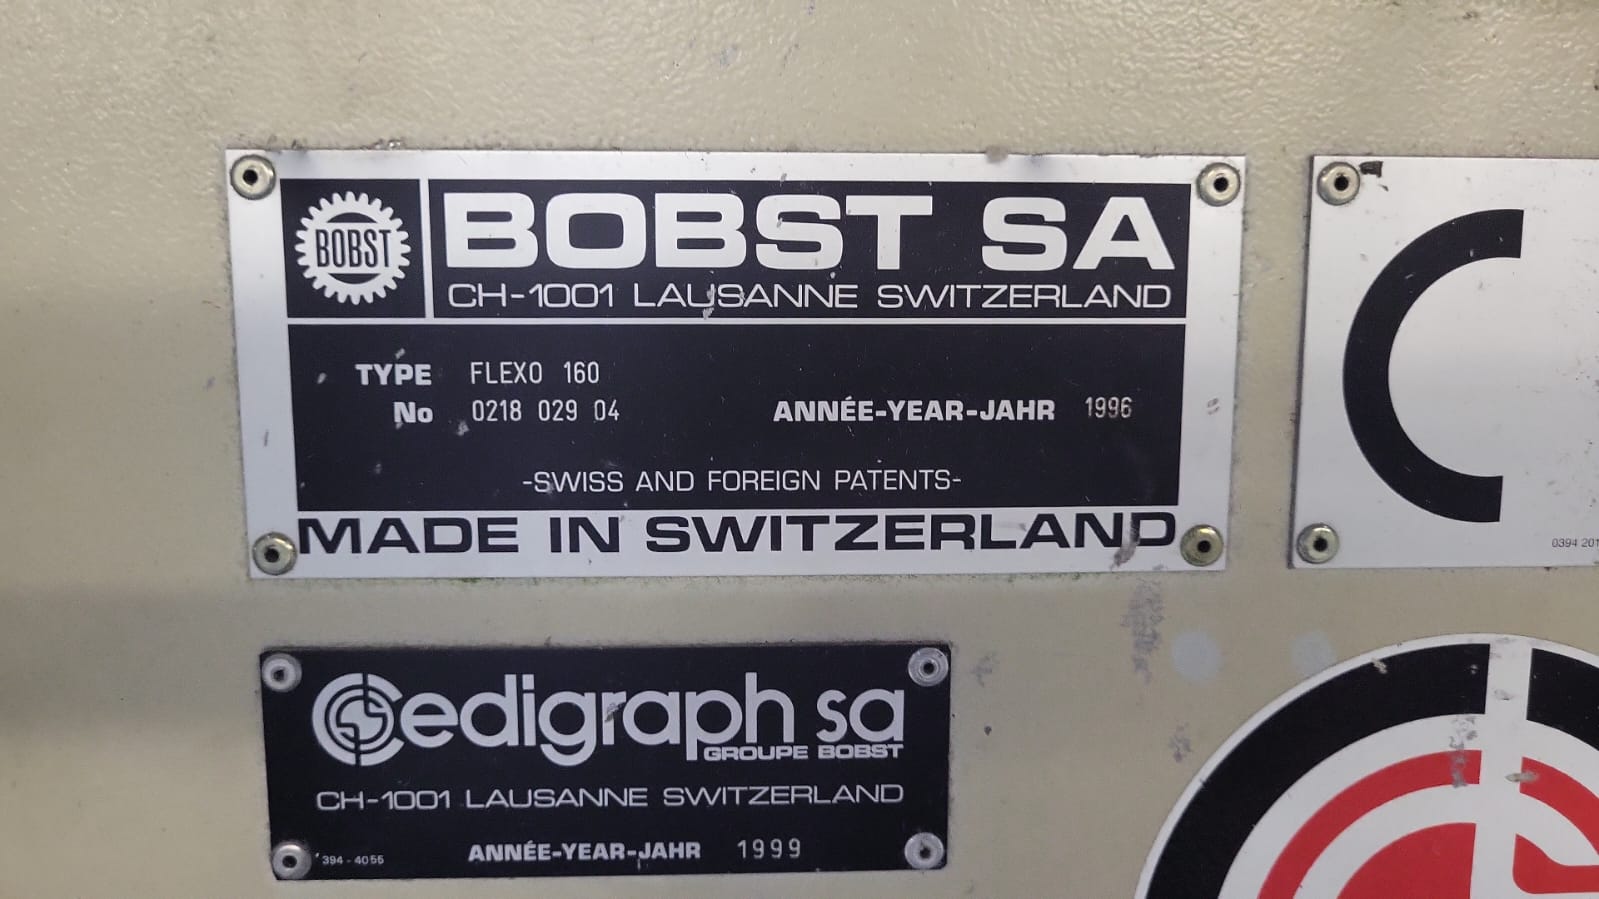 BOBST
BOBST SA
CH-1001 LAUSANNE SWITZERLAND
TYPE FLEXO 160
No 0218 029 04 ANNÉE-YEAR-JAHR 1996
-SWISS AND FOREIGN PATENTS-
MADE IN SWITZERLAND
C
0394 201
Cedigraph sa
GROUPE BOBST
CH-1001 LAUSANNE SWITZERLAND
394-4055 ANNÉE-YEAR-JAHR 1999